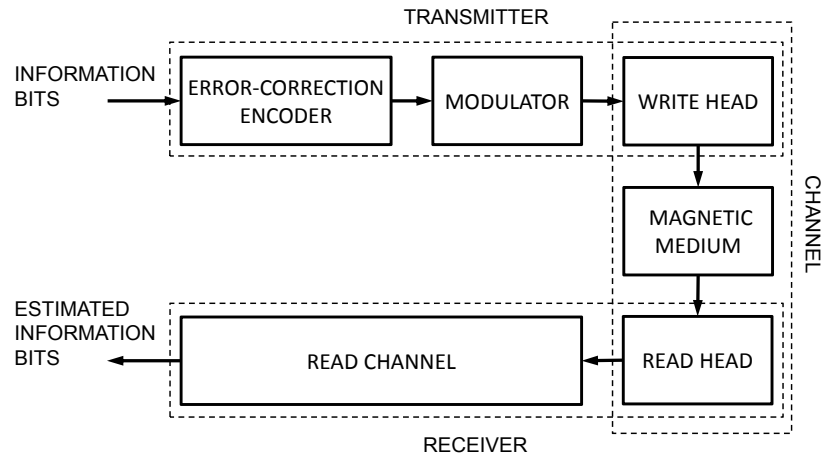 TRANSMITTER
INFORMATION
BITS
ERROR-CORRECTION
ENCODER
MODULATOR
WRITE HEAD
CHANNEL
MAGNETIC
MEDIUM
ESTIMATED
INFORMATION
BITS
READ CHANNEL
READ HEAD
RECEIVER